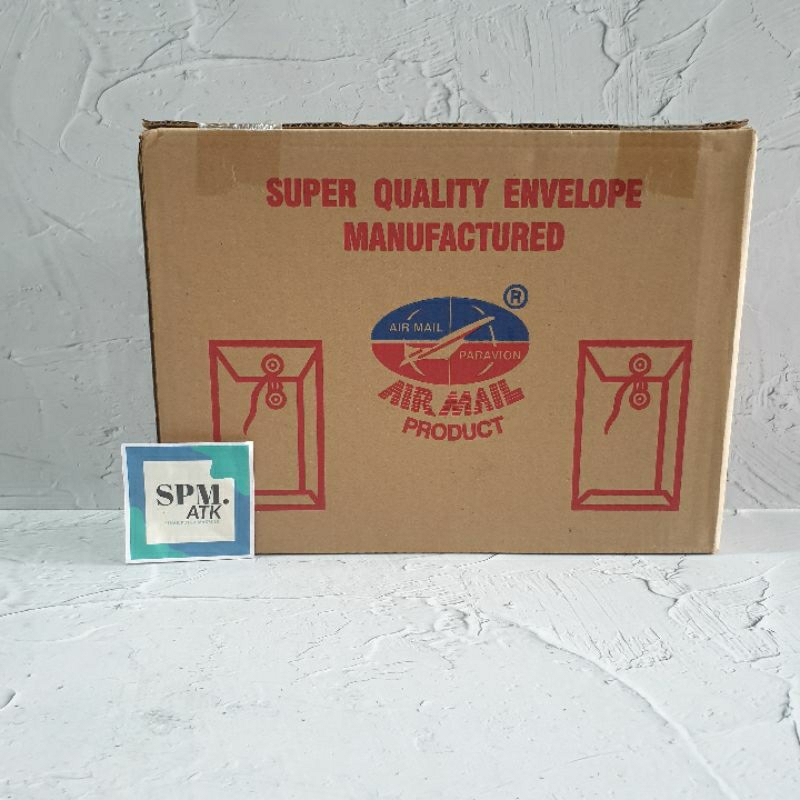 SUPER QUALITY ENVELOPE
MANUFACTURED
®
AIR MAIL
PARAVION
AIR MAIL
PRODUCT
SPM.
ATK